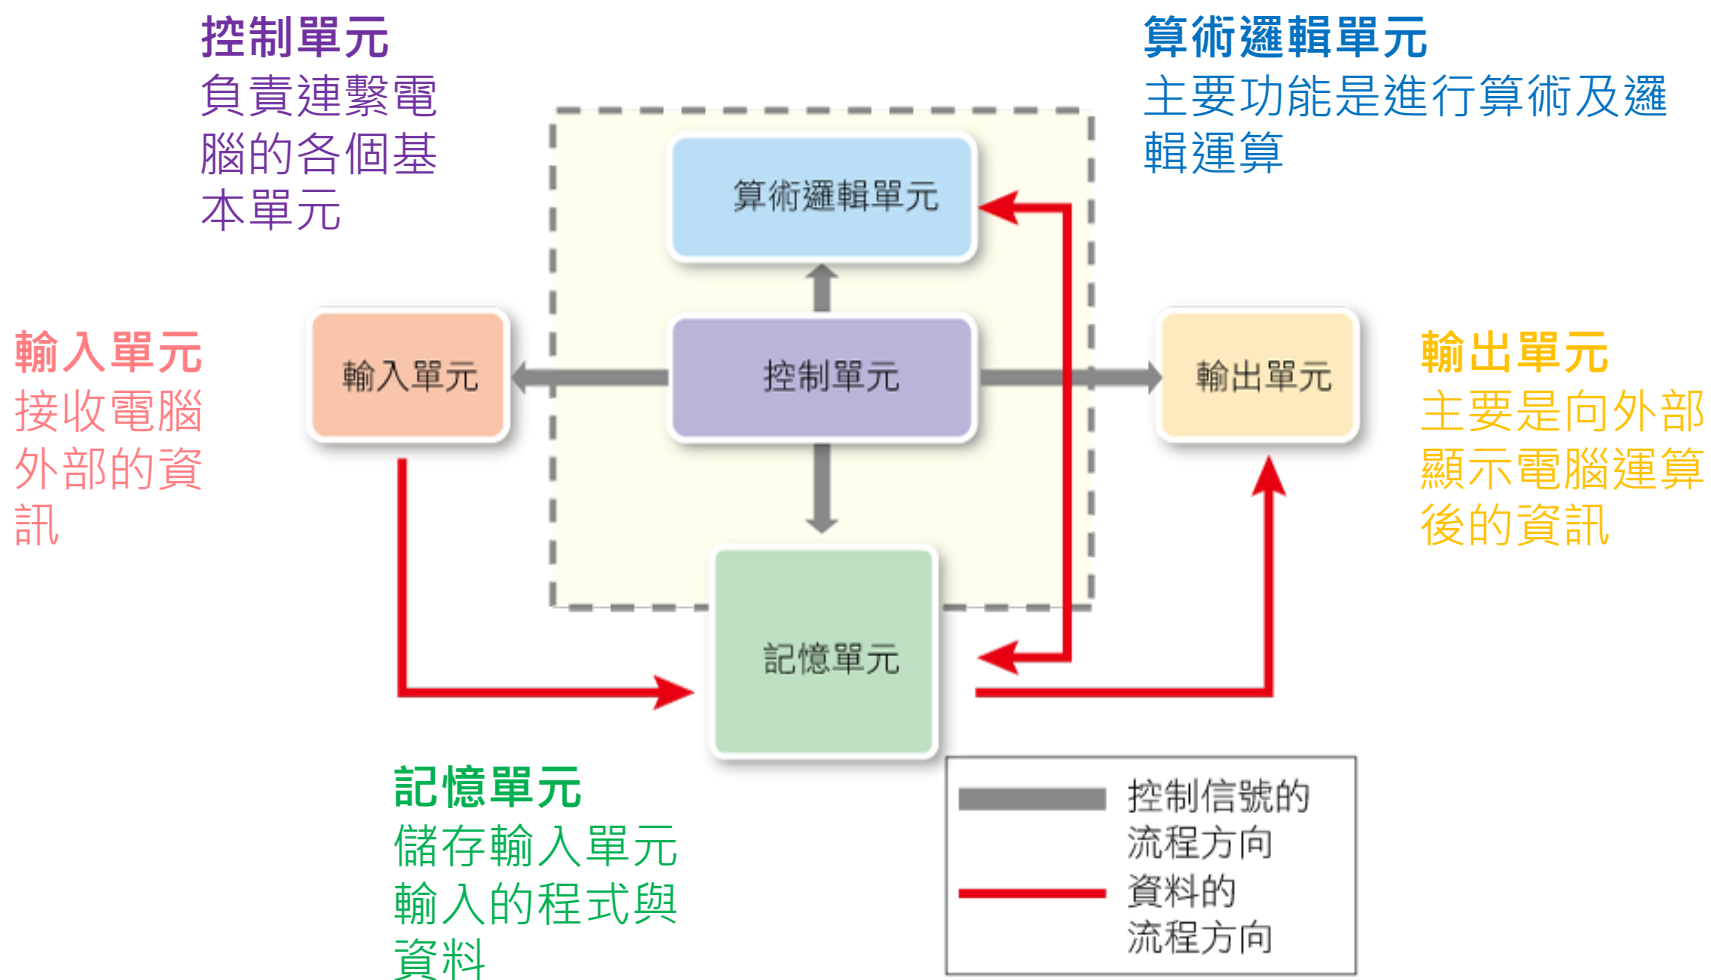 控制單元
負責連繫電
腦的各個基
本單元
算術邏輯單元
主要功能是進行算術及邏
輯運算
算術邏輯單元
輸入單元
接收電腦
外部的資
訊
輸入單元
控制單元
輸出單元
輸出單元
主要是向外部
顯示電腦運算
後的資訊
記憶單元
記憶單元
儲存輸入單元
輸入的程式與
資料
控制信號的
流程方向
資料的
流程方向